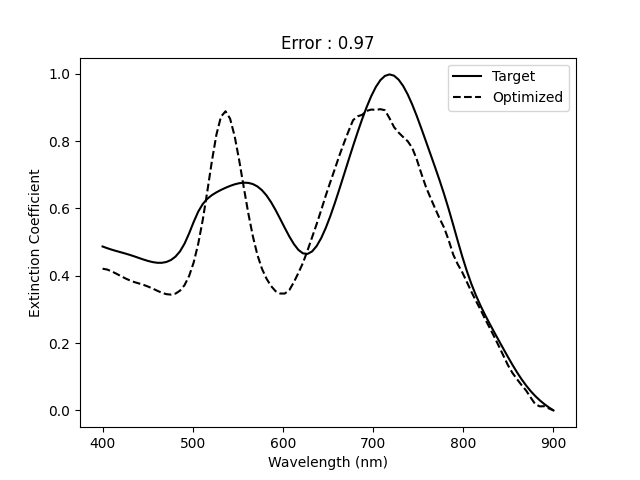 Error : 0.97
Target
Optimized
Extinction Coefficient
1.0
0.8
0.6
0.4
0.2
0.0
400 500 600 700 800 900
Wavelength (nm)